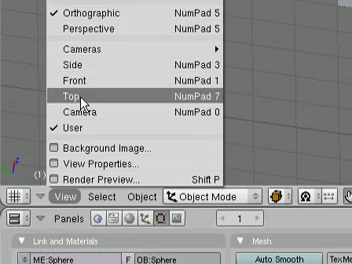 Orthographic NumPad 5
Perspective NumPad 5
Cameras
Side NumPad 3
Front NumPad 1
Top NumPad 7
Camera NumPad 0
User
Background Image...
View Properties...
Render Preview... Shift P
(1)
View Select Object Object Mode
Panels 1
Link and Materials Mesh
ME:Sphere F OB:Sphere Auto Smooth TexMe